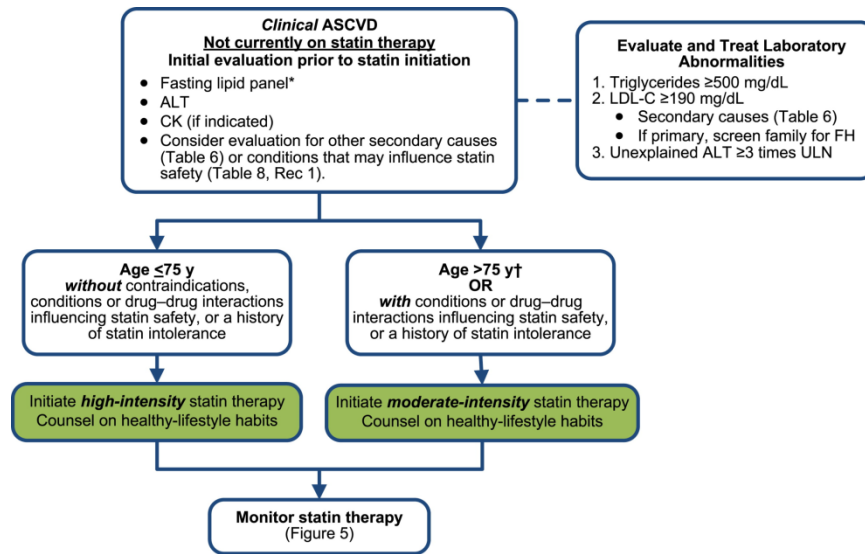 Clinical ASCVD
Not currently on statin therapy
Initial evaluation prior to statin initiation
● Fasting lipid panel*
● ALT
● CK (if indicated)
● Consider evaluation for other secondary causes
(Table 6) or conditions that may influence statin
safety (Table 8, Rec 1).
Evaluate and Treat Laboratory
Abnormalities
1. Triglycerides ≥500 mg/dL
2. LDL-C ≥190 mg/dL
● Secondary causes (Table 6)
● If primary, screen family for FH
3. Unexplained ALT ≥3 times ULN
Age ≤75 y
without contraindications,
conditions or drug–drug interactions
influencing statin safety, or a history
of statin intolerance
Age >75 y†
OR
with conditions or drug–drug
interactions influencing statin safety,
or a history of statin intolerance
Initiate high-intensity statin therapy
Counsel on healthy-lifestyle habits
Initiate moderate-intensity statin therapy
Counsel on healthy-lifestyle habits
Monitor statin therapy
(Figure 5)